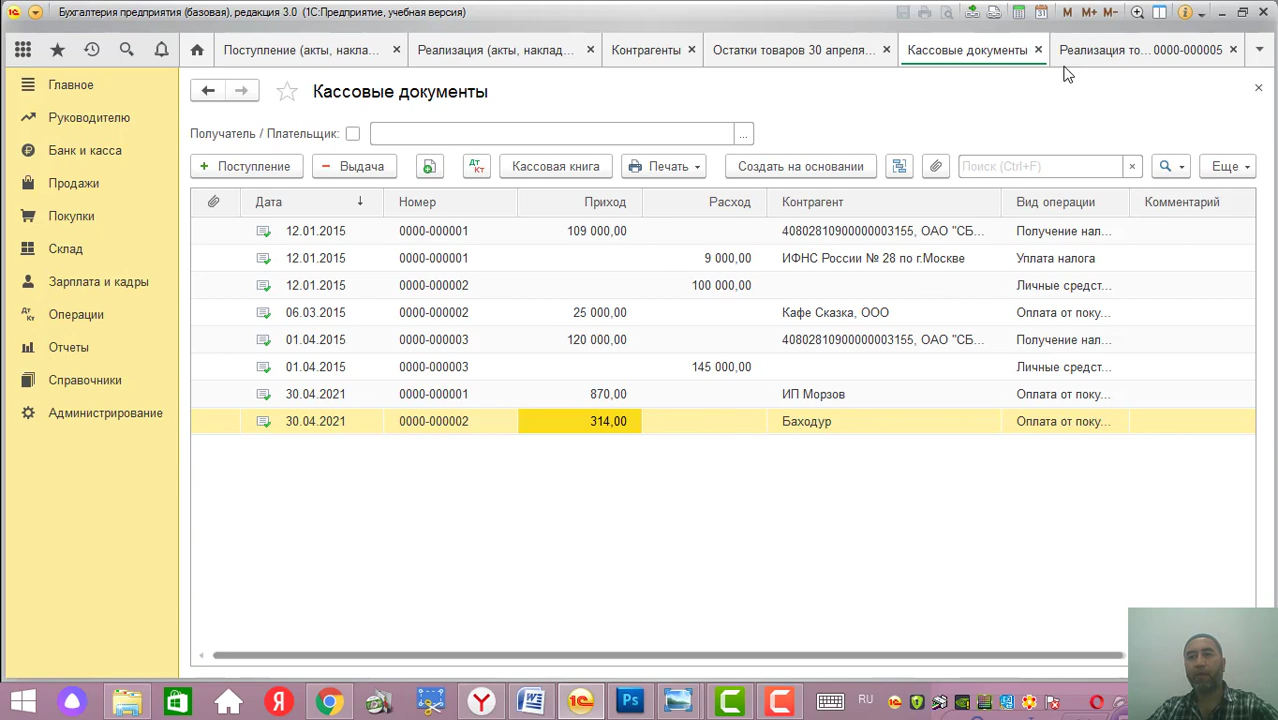 Бухгалтерия предприятия (базовая), редакция 3.0 (1С:Предприятие, учебная версия)
M M+ M-
Поступление (акты, накла...
Реализация (акты, наклад...
Контрагенты
Остатки товаров 30 апреля...
Кассовые документы
Реализация то... 0000-000005
Главное
Руководителю
Банк и касса
Продажи
Покупки
Склад
Зарплата и кадры
Операции
Отчеты
Справочники
Администрирование
Кассовые документы
Получатель / Плательщик:
Поступление Выдача Дт Кт Кассовая книга Печать Создать на основании Поиск (Ctrl+F) Еще
Дата Номер Приход Расход Контрагент Вид операции Комментарий
12.01.2015 0000-000001 109 000,00 40802810900000003155, ОАО "СБ... Получение нал...
12.01.2015 0000-000001 9 000,00 ИФНС России № 28 по г.Москве Уплата налога
12.01.2015 0000-000002 100 000,00 Личные средст...
06.03.2015 0000-000002 25 000,00 Кафе Сказка, ООО Оплата от поку...
01.04.2015 0000-000003 120 000,00 40802810900000003155, ОАО "СБ... Получение нал...
01.04.2015 0000-000003 145 000,00 Личные средст...
30.04.2021 0000-000001 870,00 ИП Морзов Оплата от поку...
30.04.2021 0000-000002 314,00 Баходур Оплата от поку...
RU